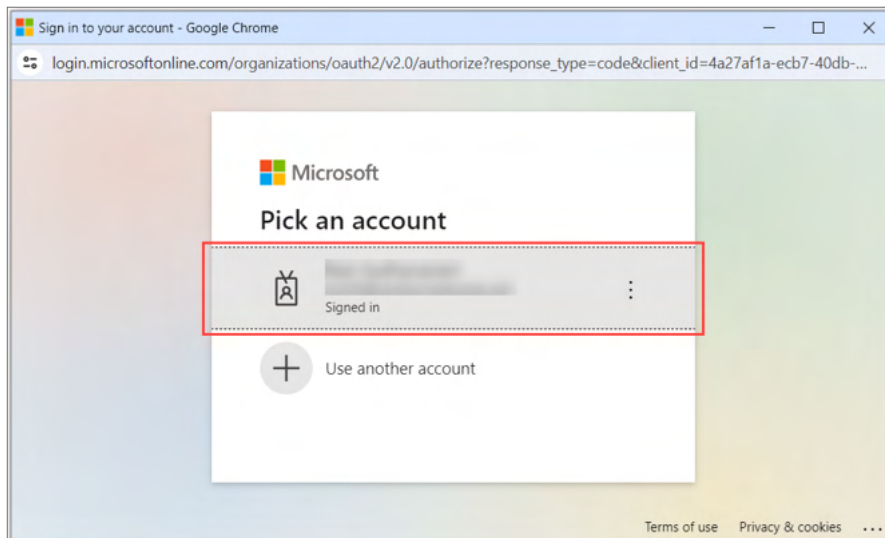 Sign in to your account - Google Chrome
login.microsoftonline.com/organizations/oauth2/v2.0/authorize?response_type=code&client_id=4a27af1a-ecb7-40db-...
Microsoft
Pick an account
Signed in
Use another account
Terms of use Privacy & cookies ...